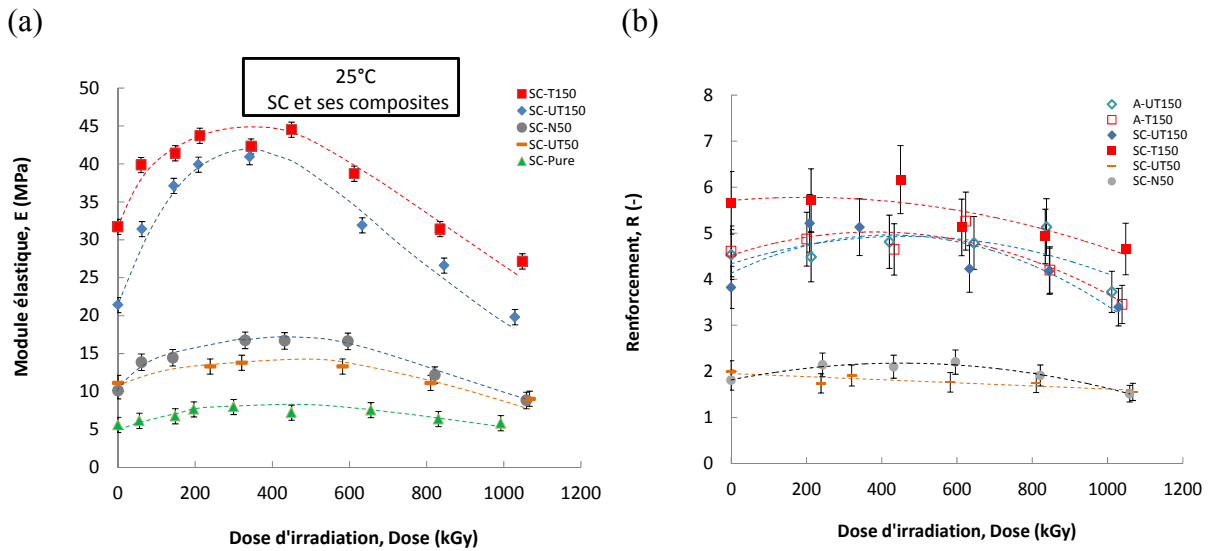 (a)
25°C
SC et ses composites
Module élastique, E (MPa)
50
45
40
35
30
25
20
15
10
5
0
0 200 400 600 800 1000 1200
Dose d'irradiation, Dose (kGy)
SC-T150
SC-UT150
SC-N50
SC-UT50
SC-Pure
(b)
Renforcement, R (-)
8
7
6
5
4
3
2
1
0
0 200 400 600 800 1000 1200
Dose d'irradiation, Dose (kGy)
A-UT150
A-T150
SC-UT150
SC-T150
SC-UT50
SC-N50